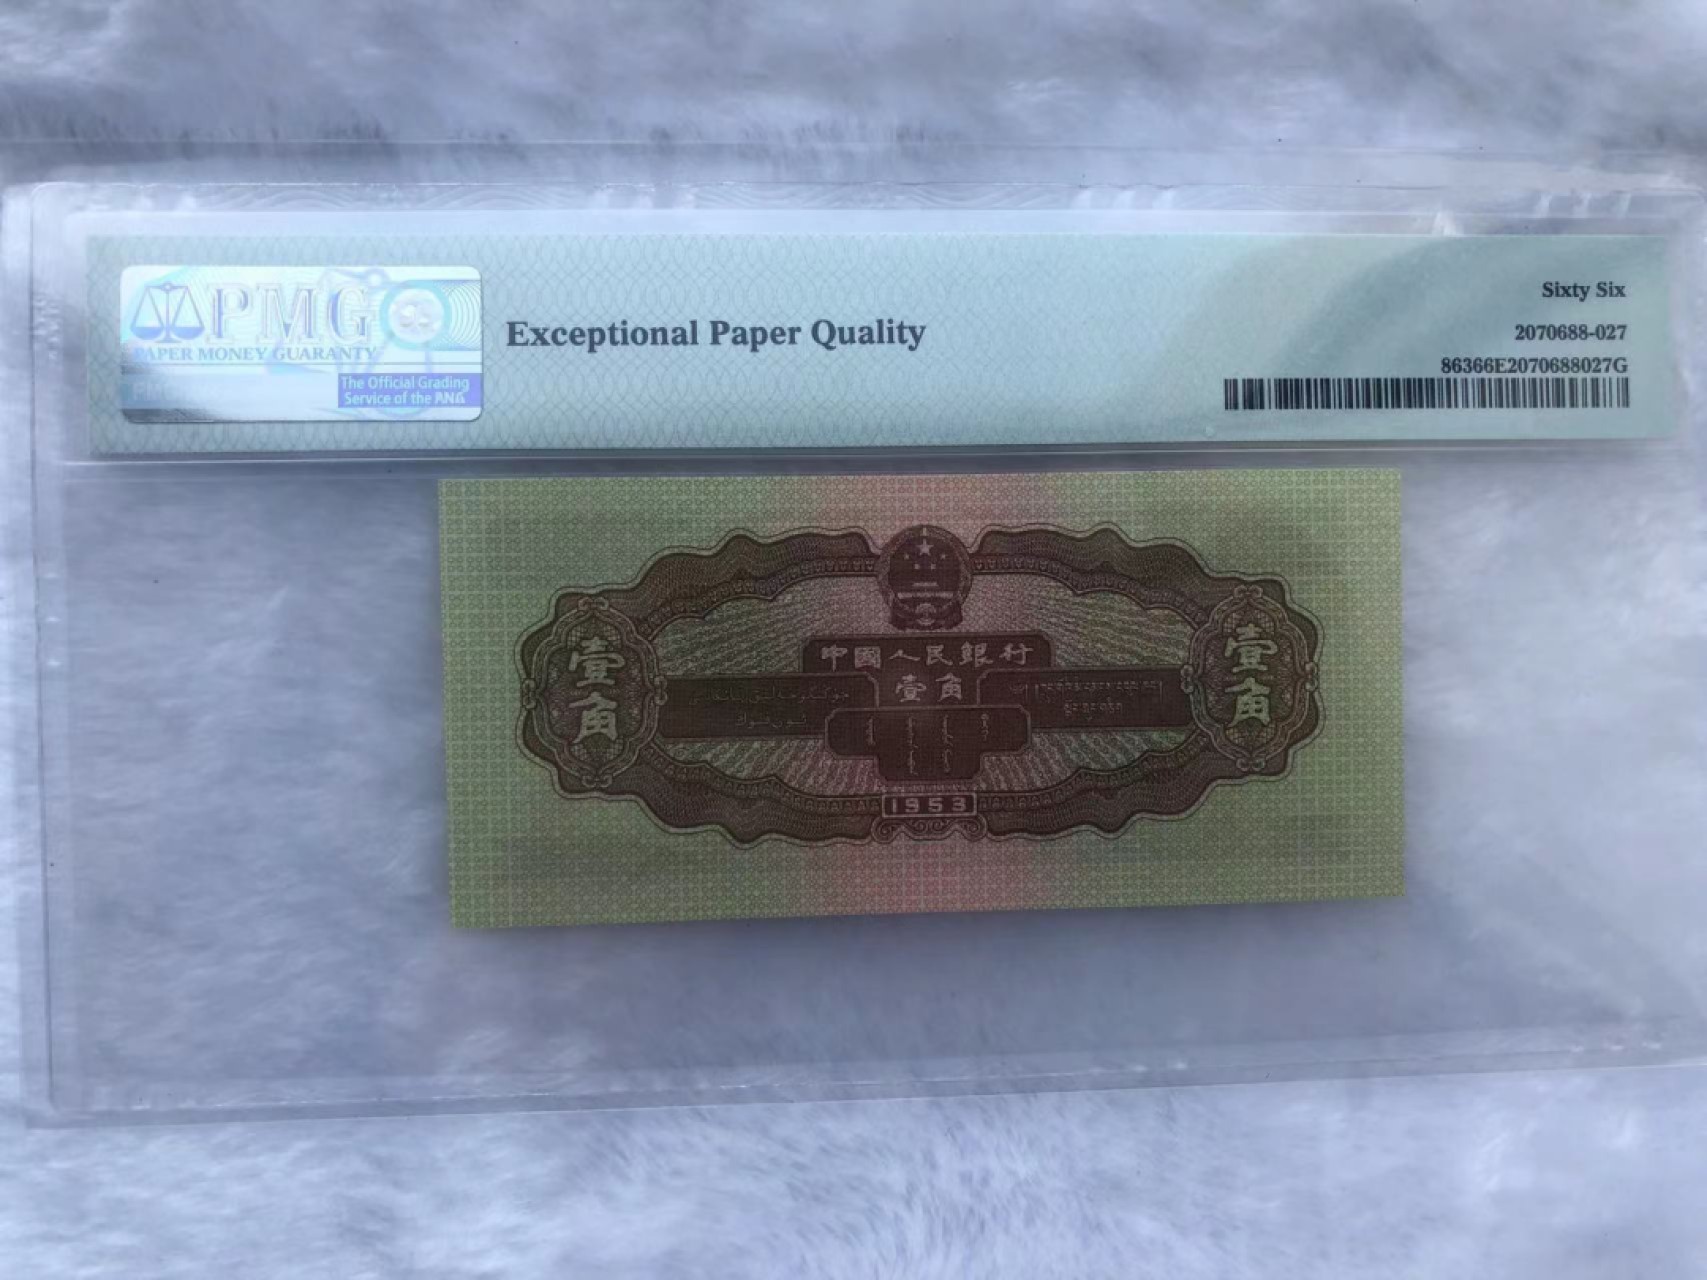 PMG
PAPER MONEY GUARANTY
The Official Grading
Service of the ANA
Exceptional Paper Quality
Sixty Six
2070688-027
86366E2070688027G
中國人民銀行
壹角
壹角
壹角
1953